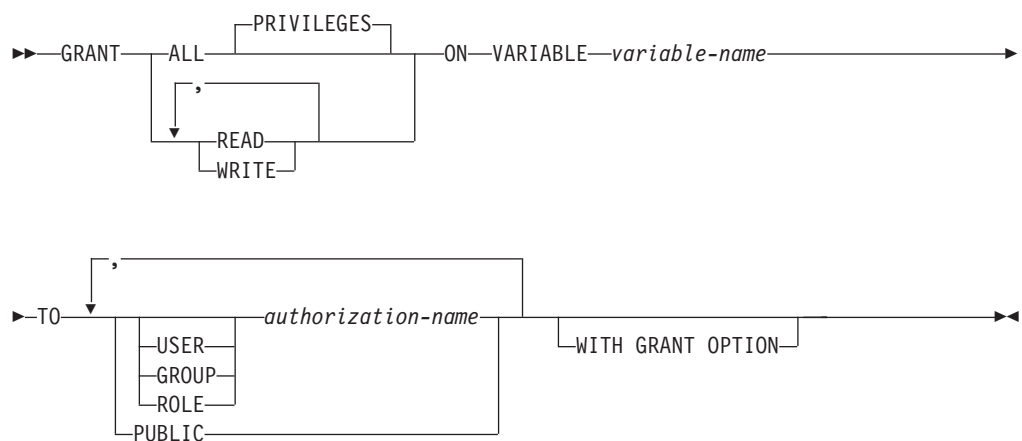 PRIVILEGES
GRANT ALL ON VARIABLE variable-name
,
READ
WRITE
,
TO authorization-name
USER WITH GRANT OPTION
GROUP
ROLE
PUBLIC